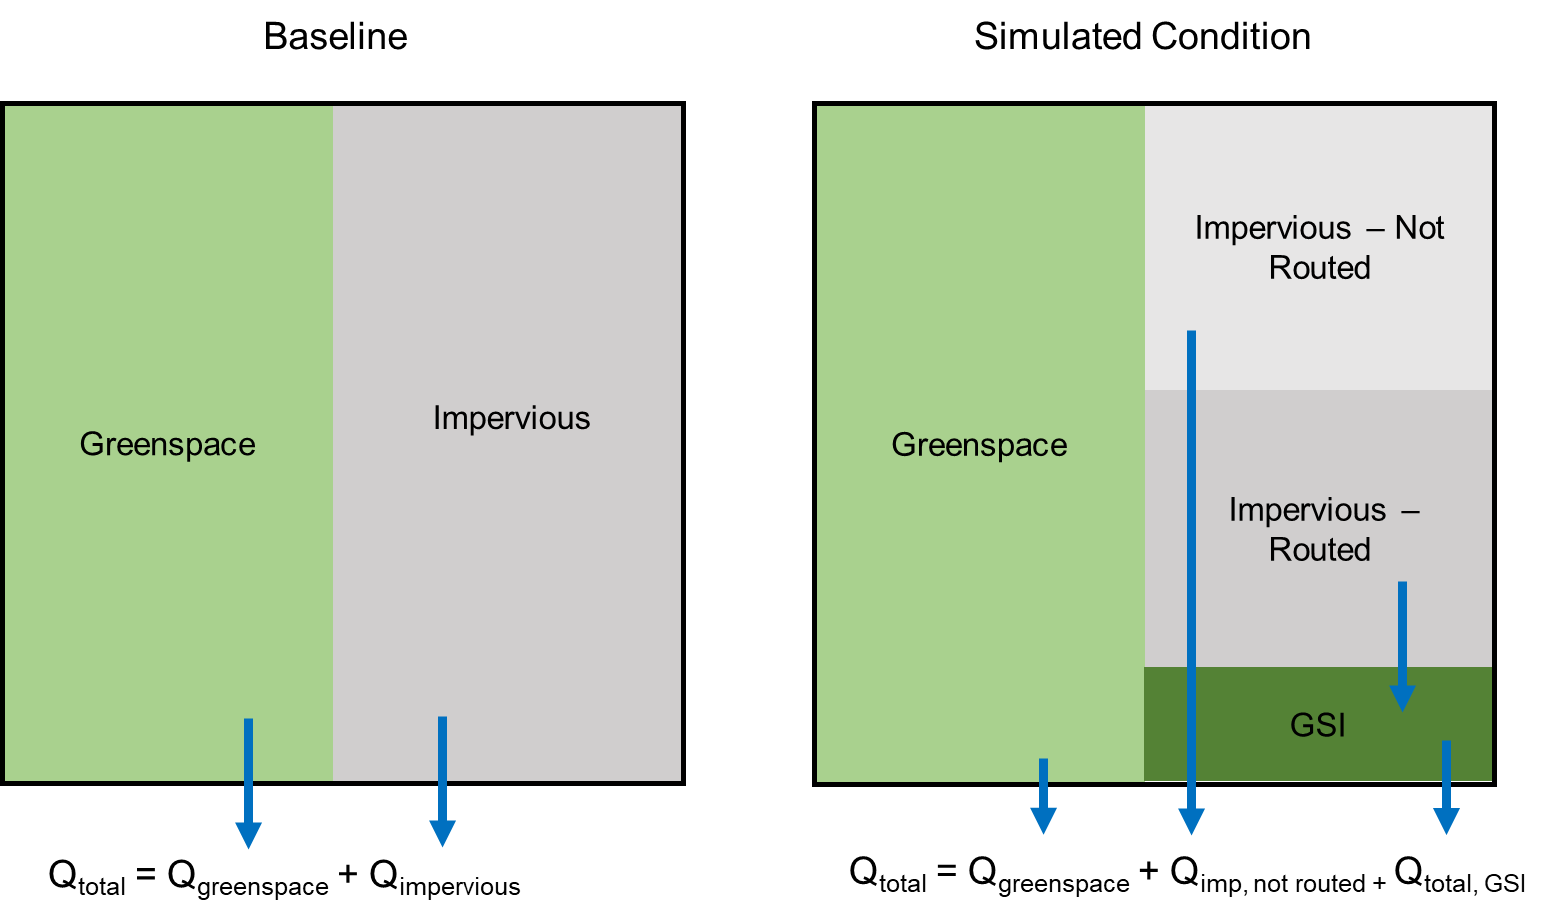 Baseline
Greenspace
Impervious
Qtotal = Qgreenspace + Qimpervious
Simulated Condition
Greenspace
Impervious – Not
Routed
Impervious –
Routed
GSI
Qtotal = Qgreenspace + Qimp, not routed + Qtotal, GSI